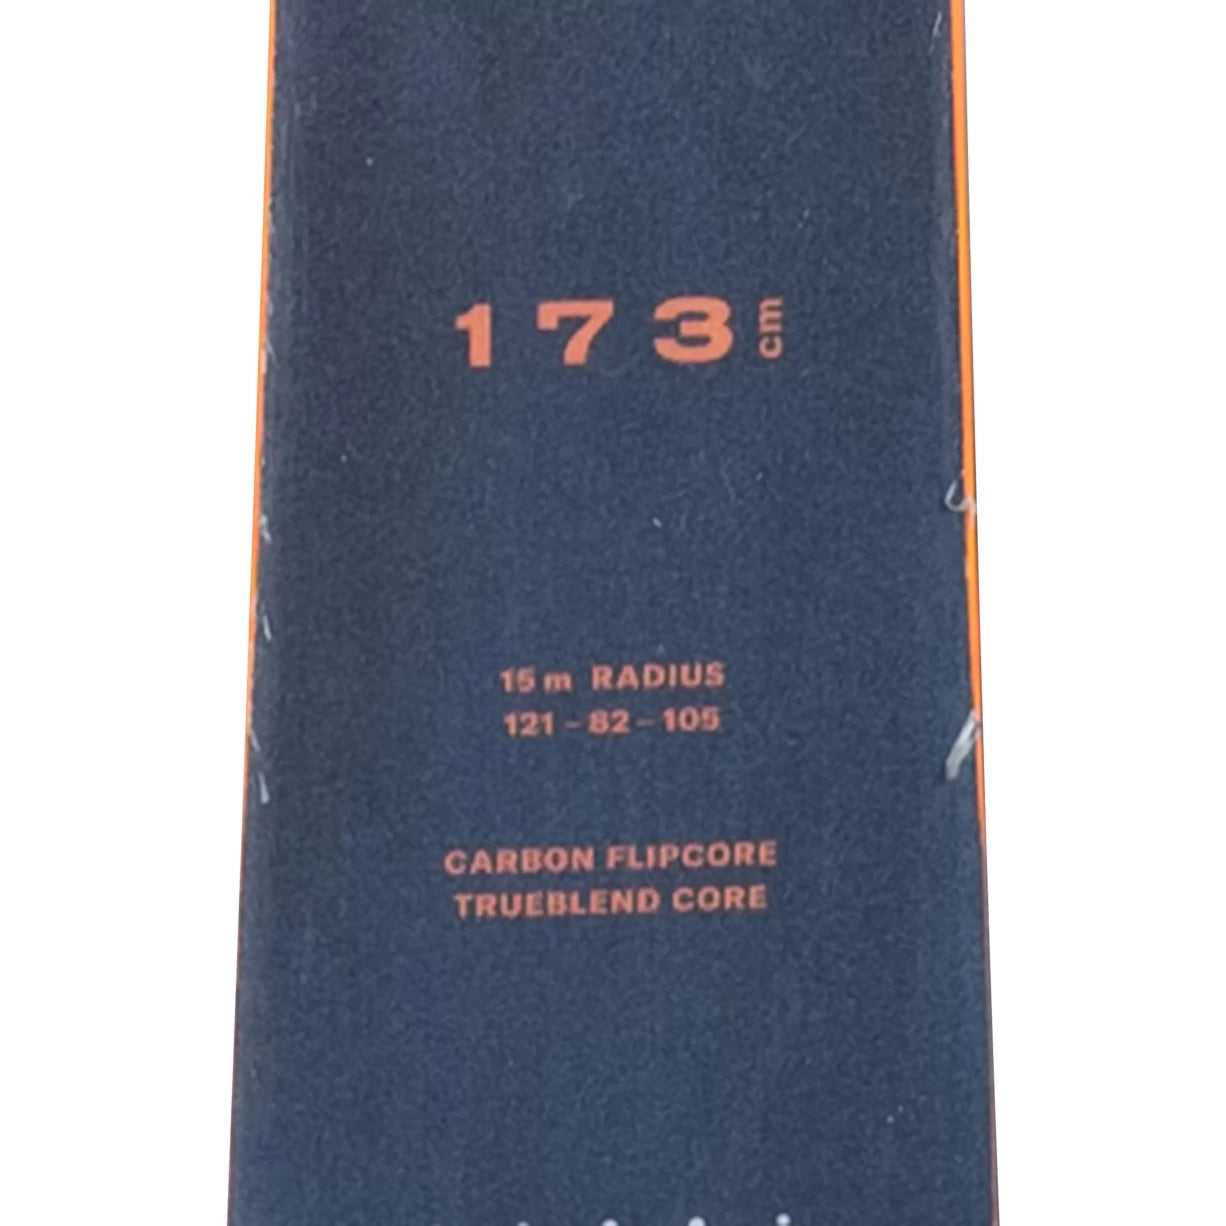 173 cm
15 m RADIUS
121 – 82 – 105
CARBON FLIPCORE
TRUEBLEND CORE